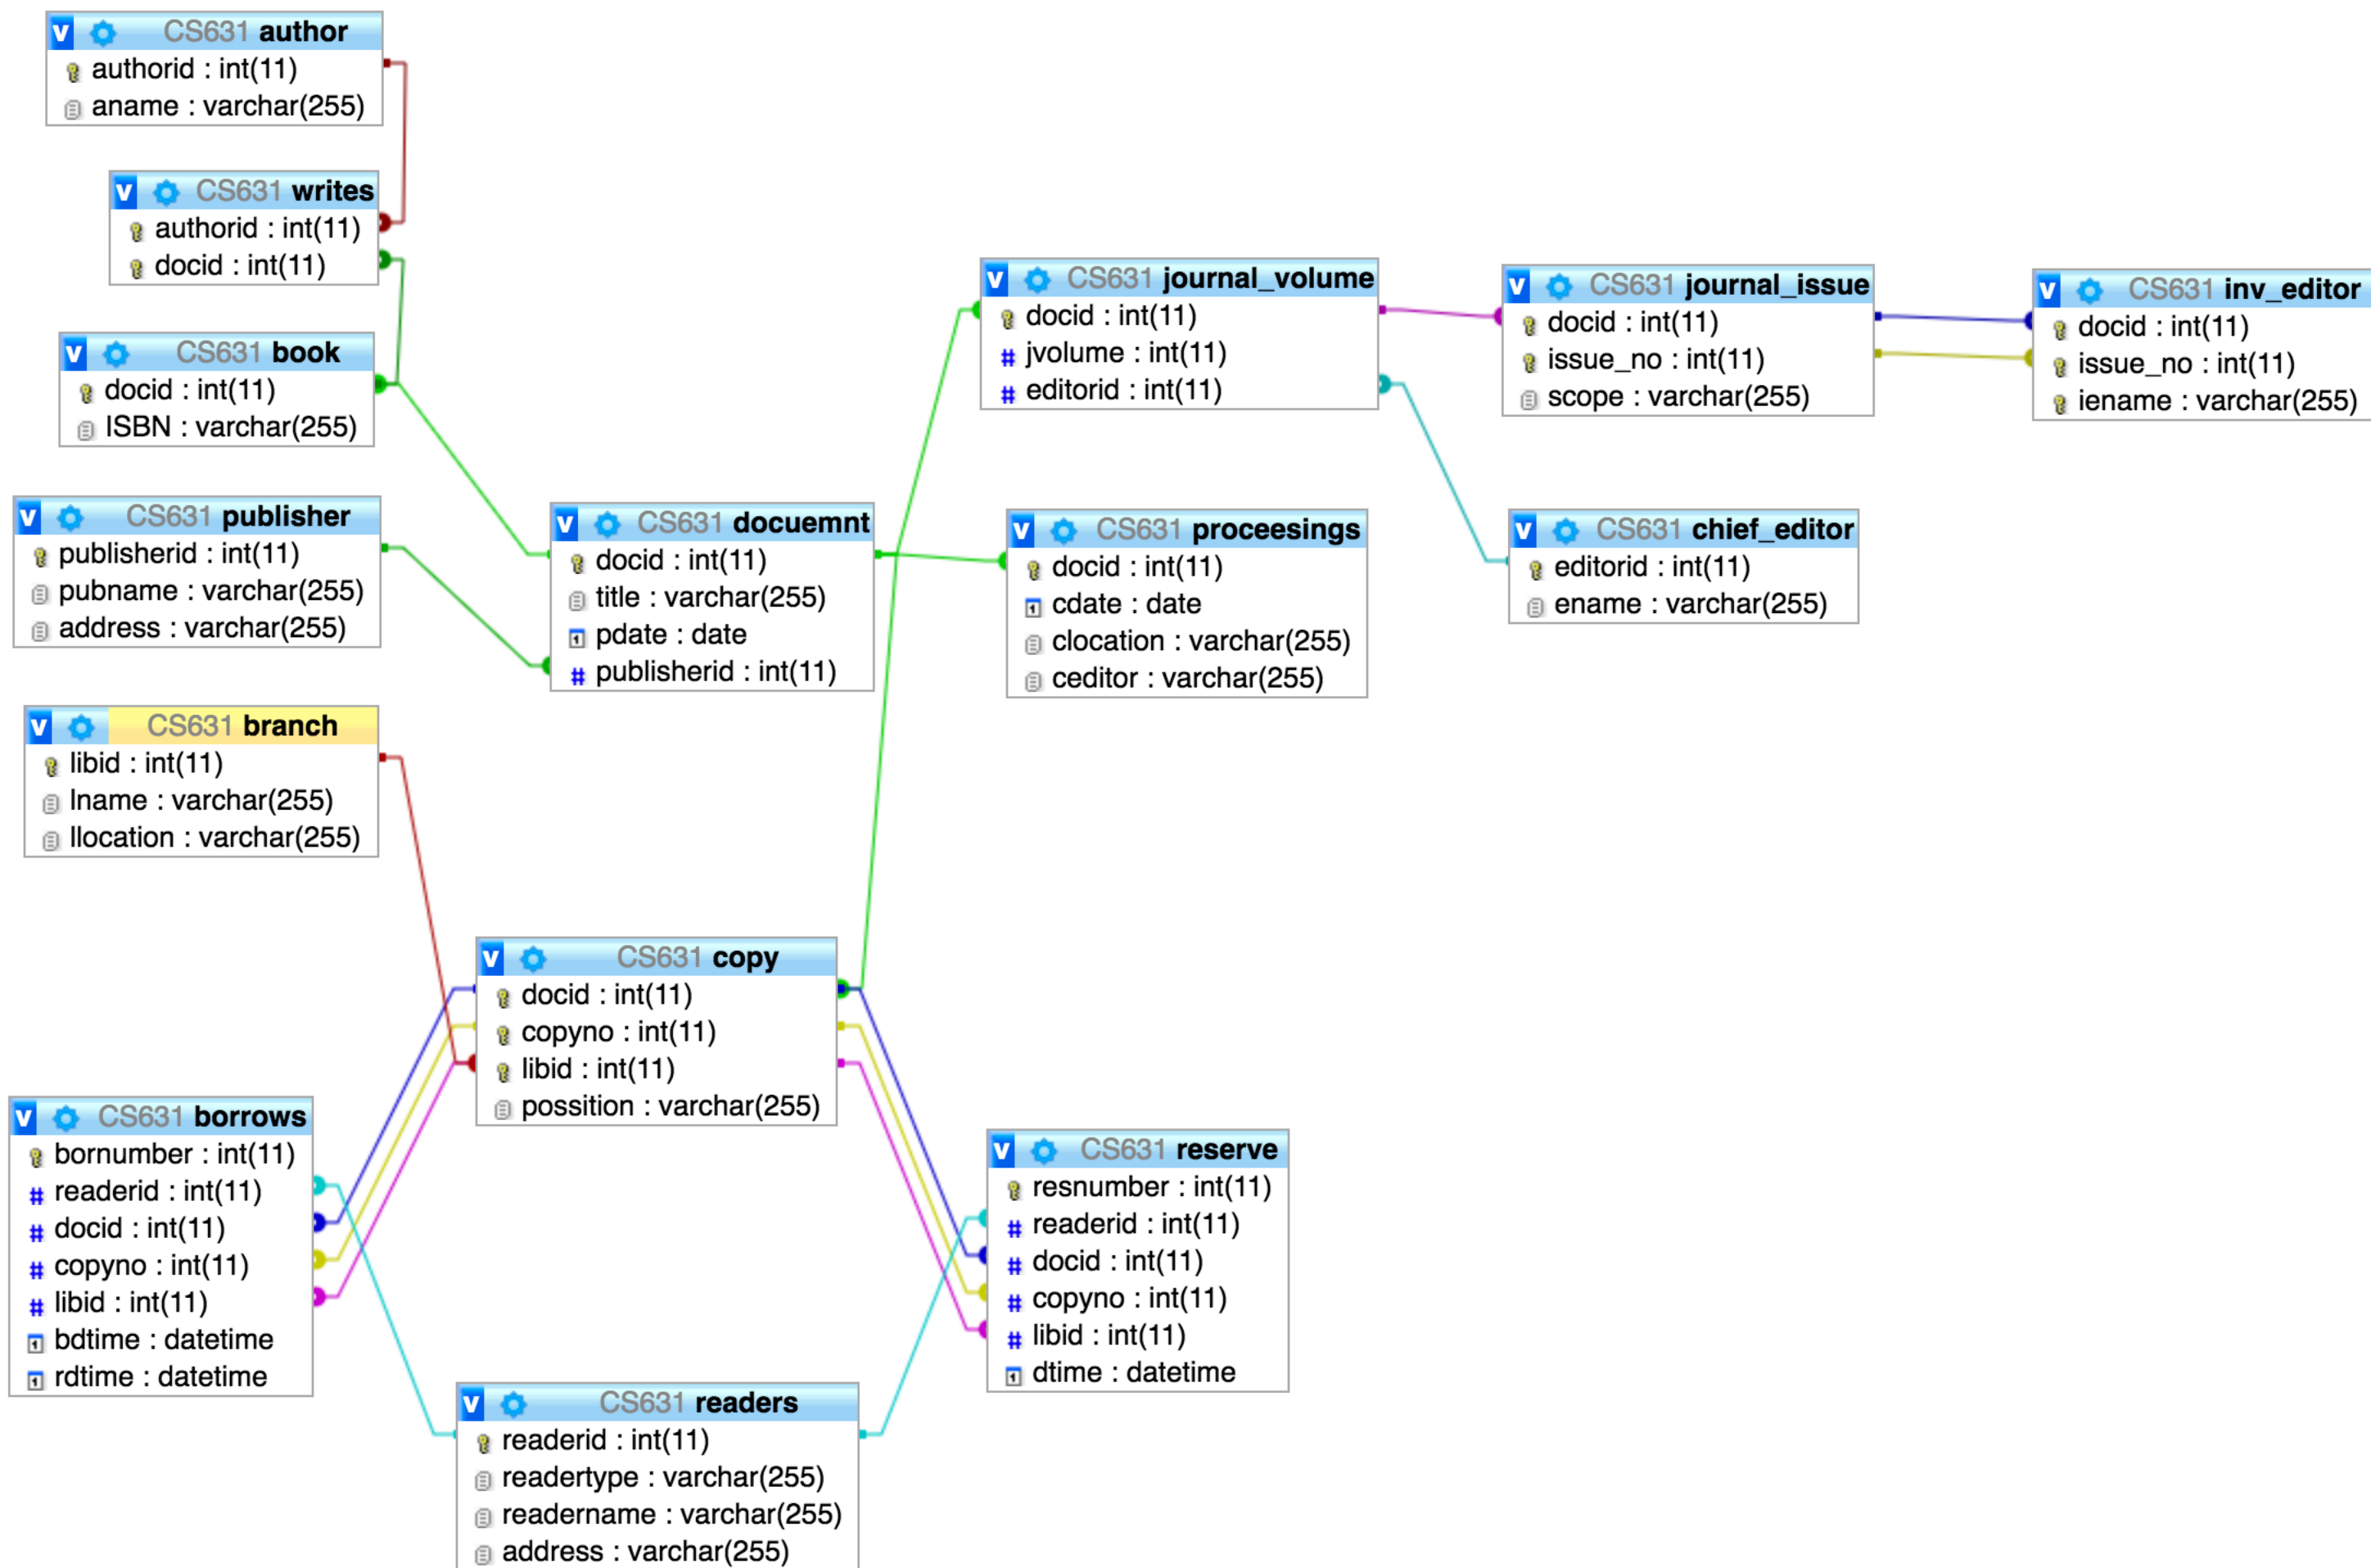 CS631 author
authorid : int(11)
aname : varchar(255)
CS631 writes
authorid : int(11)
docid : int(11)
CS631 book
docid : int(11)
ISBN : varchar(255)
CS631 publisher
publisherid : int(11)
pubname : varchar(255)
address : varchar(255)
CS631 docuemnt
docid : int(11)
title : varchar(255)
pdate : date
publisherid : int(11)
CS631 journal_volume
docid : int(11)
jvolume : int(11)
editorid : int(11)
CS631 journal_issue
docid : int(11)
issue_no : int(11)
scope : varchar(255)
CS631 inv_editor
docid : int(11)
issue_no : int(11)
iename : varchar(255)
CS631 proceesings
docid : int(11)
cdate : date
clocation : varchar(255)
ceditor : varchar(255)
CS631 chief_editor
editorid : int(11)
ename : varchar(255)
CS631 branch
libid : int(11)
lname : varchar(255)
llocation : varchar(255)
CS631 copy
docid : int(11)
copyno : int(11)
libid : int(11)
possition : varchar(255)
CS631 borrows
bornumber : int(11)
readerid : int(11)
docid : int(11)
copyno : int(11)
libid : int(11)
bdtime : datetime
rdtime : datetime
CS631 reserve
resnumber : int(11)
readerid : int(11)
docid : int(11)
copyno : int(11)
libid : int(11)
dtime : datetime
CS631 readers
readerid : int(11)
readertype : varchar(255)
readername : varchar(255)
address : varchar(255)